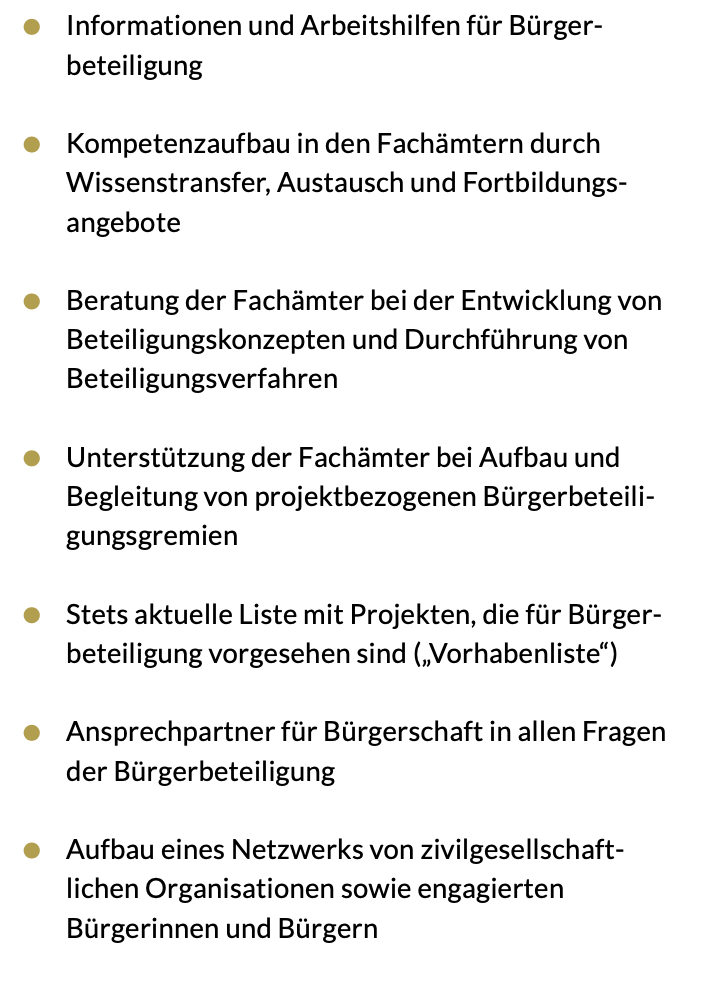 Informationen und Arbeitshilfen für Bürger-
beteiligung
Kompetenzaufbau in den Fachämtern durch
Wissenstransfer, Austausch und Fortbildungs-
angebote
Beratung der Fachämter bei der Entwicklung von
Beteiligungskonzepten und Durchführung von
Beteiligungsverfahren
Unterstützung der Fachämter bei Aufbau und
Begleitung von projektbezogenen Bürgerbeteili-
gungsgremien
Stets aktuelle Liste mit Projekten, die für Bürger-
beteiligung vorgesehen sind („Vorhabenliste“)
Ansprechpartner für Bürgerschaft in allen Fragen
der Bürgerbeteiligung
Aufbau eines Netzwerks von zivilgesellschaft-
lichen Organisationen sowie engagierten
Bürgerinnen und Bürgern